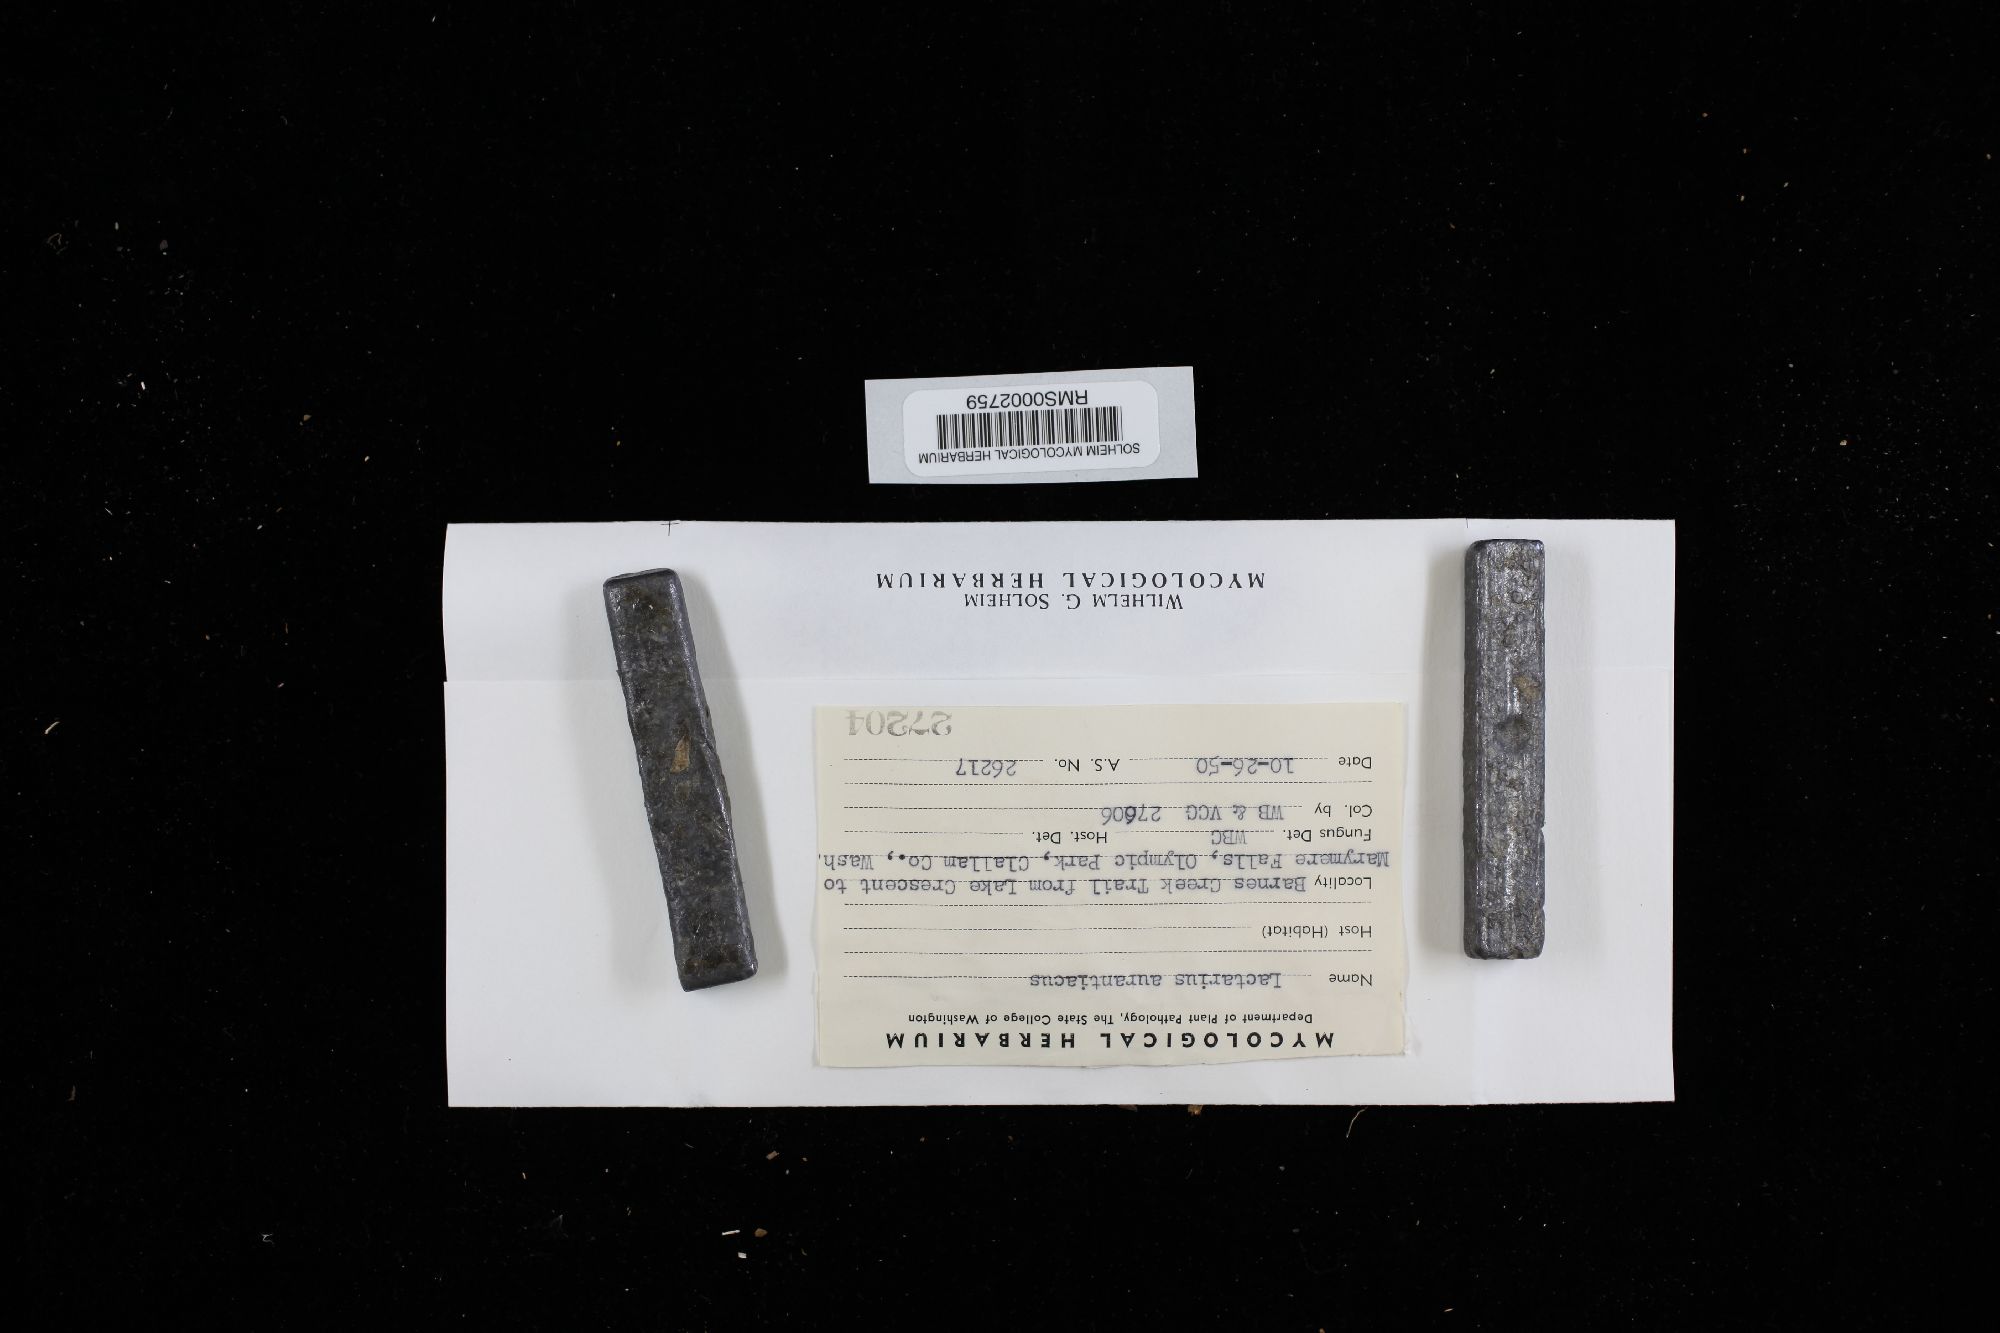 MYCOLOGICAL HERBARIUM
Department of Plant Pathology, The State College of Washington
Name Lactarius aurantiacus
Host (Habitat)
Locality Barnes Creek Trail from Lake Crescent to
Marymere Falls, Olympic Park, Clallam Co., Wash.
Fungus Det. WBC Host. Det.
Col. by WB & VCG 27606
Date 10-26-50 A.S. No. 26217
27204
WILHELM G. SOLHEIM
MYCOLOGICAL HERBARIUM
SOLHEIM MYCOLOGICAL HERBARIUM
RMS0002759